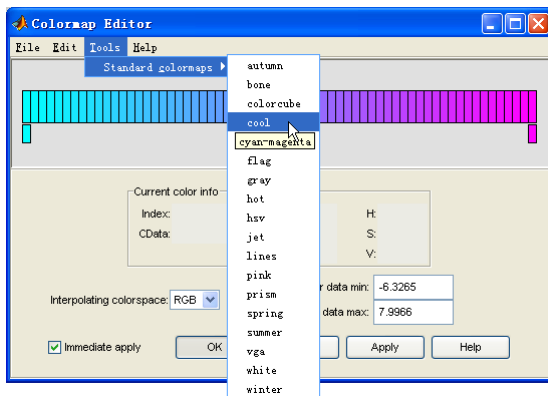 Colormap Editor
File Edit Tools Help
Standard colormaps
autumn
bone
colorcube
cool
cyan-magenta
flag
gray
hot
hsv
jet
lines
pink
prism
spring
summer
vga
white
winter
Current color info
Index: H:
CData: S:
V:
Interpolating colorspace: RGB
r data min: -6.3265
data max: 7.9966
Immediate apply OK Apply Help